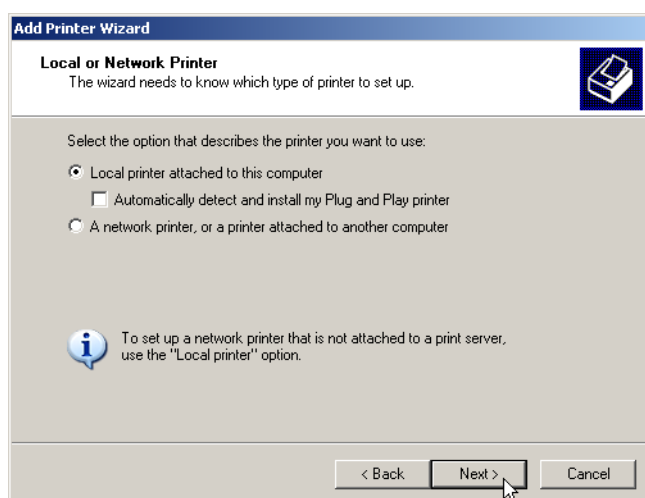 Add Printer Wizard
Local or Network Printer
The wizard needs to know which type of printer to set up.
Select the option that describes the printer you want to use:
Local printer attached to this computer
Automatically detect and install my Plug and Play printer
A network printer, or a printer attached to another computer
To set up a network printer that is not attached to a print server,
use the "Local printer" option.
< Back
Next >
Cancel